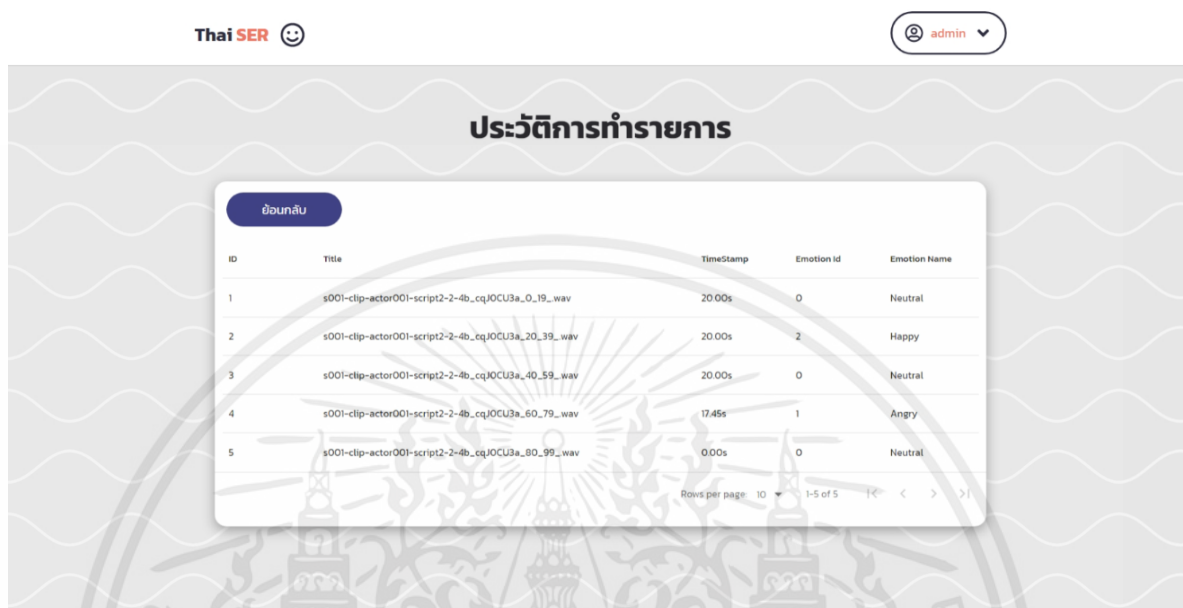 Thai SER admin
ประวัติการทำรายการ
ย้อนกลับ
ID Title TimeStamp Emotion Id Emotion Name
1 s001-clip-actor001-script2-2-4b_cqJ0CU3a_0_19_.wav 20.00s 0 Neutral
2 s001-clip-actor001-script2-2-4b_cqJ0CU3a_20_39_.wav 20.00s 2 Happy
3 s001-clip-actor001-script2-2-4b_cqJ0CU3a_40_59_.wav 20.00s 0 Neutral
4 s001-clip-actor001-script2-2-4b_cqJ0CU3a_60_79_.wav 17.45s 1 Angry
5 s001-clip-actor001-script2-2-4b_cqJ0CU3a_80_99_.wav 0.00s 0 Neutral
Rows per page 10 1-5 of 5